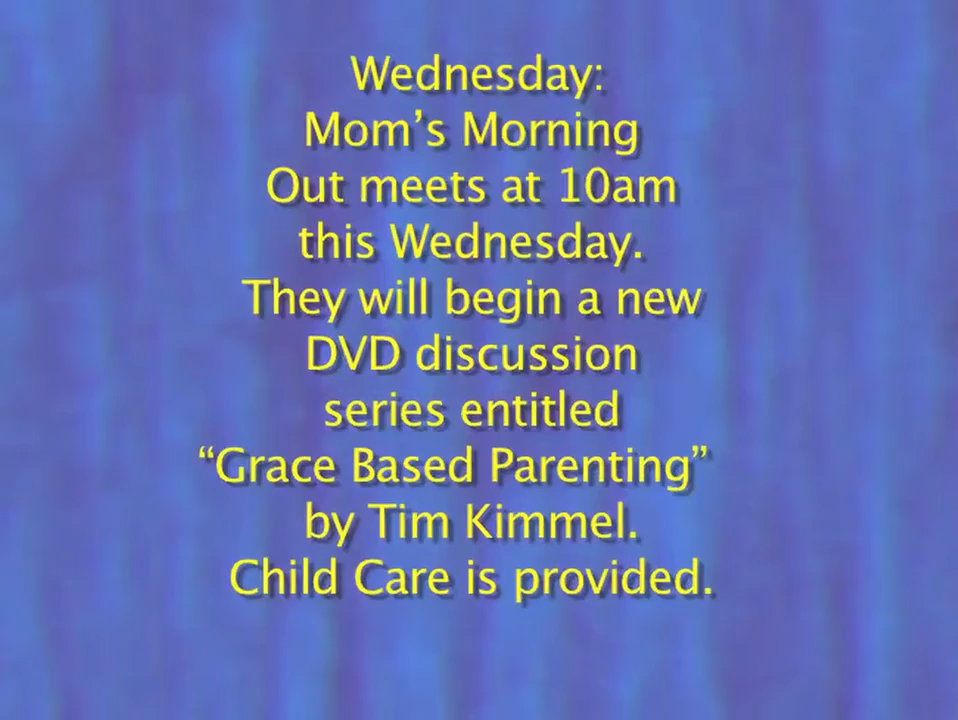 Wednesday:
Mom’s Morning
Out meets at 10am
this Wednesday.
They will begin a new
DVD discussion
series entitled
“Grace Based Parenting”
by Tim Kimmel.
Child Care is provided.